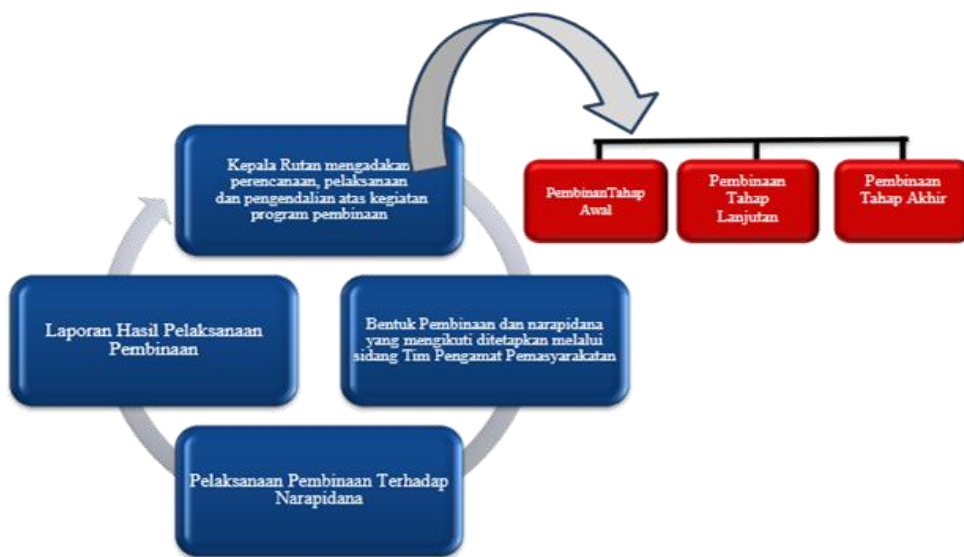 Kepala Rutan mengadakan
perencanaan, pelaksanaan
dan pengendalian atas kegiatan
program pembinaan
PembinanTahap
Awal
Pembinaan
Tahap
Lanjutan
Pembinaan
Tahap Akhir
Laporan Hasil Pelaksanaan
Pembinaan
Bentuk Pembinaan dan narapidana
yang mengikuti ditetapkan melalui
sidang Tim Pengamat Pemasyarakatan
Pelaksanaan Pembinaan Terhadap
Narapidana